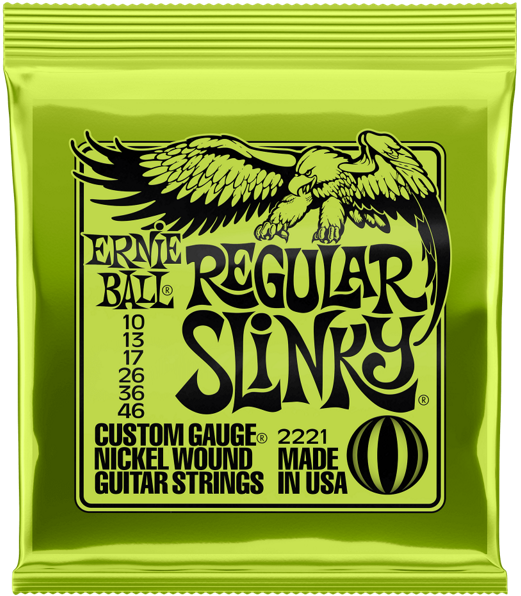 ERNiE
BALL®
REGULAR
SLiNKY®
10
13
17
26
36
46
CUSTOM GAUGE®
NICKEL WOUND
GUITAR STRINGS
2221
MADE
IN USA